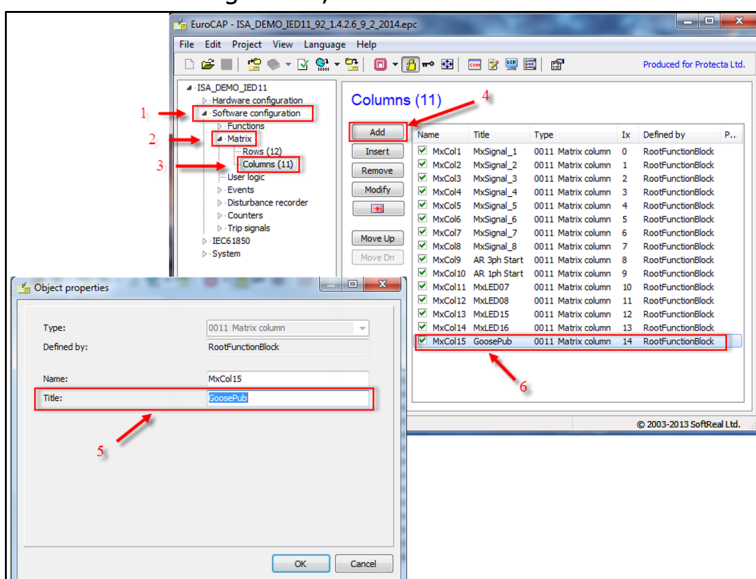 EuroCAP - ISA_DEMO_IED11_92_1.4.2.6_9_2_2014.epc
File Edit Project View Language Help
Produced for Protecta Ltd.
ISA_DEMO_IED11
Hardware configuration
1
Software configuration
Functions
2
Matrix
Rows (12)
3
Columns (11)
User logic
Events
Disturbance recorder
Counters
Trip signals
IEC61850
System
Columns (11)
4
Add
Insert
Remove
Modify
Move Up
Move Dn
Name Title Type Ix Defined by P..
MxCol1 MxSignal_1 0011 Matrix column 0 RootFunctionBlock
MxCol2 MxSignal_2 0011 Matrix column 1 RootFunctionBlock
MxCol3 MxSignal_3 0011 Matrix column 2 RootFunctionBlock
MxCol4 MxSignal_4 0011 Matrix column 3 RootFunctionBlock
MxCol5 MxSignal_5 0011 Matrix column 4 RootFunctionBlock
MxCol6 MxSignal_6 0011 Matrix column 5 RootFunctionBlock
MxCol7 MxSignal_7 0011 Matrix column 6 RootFunctionBlock
MxCol8 MxSignal_8 0011 Matrix column 7 RootFunctionBlock
MxCol9 AR 3ph Start 0011 Matrix column 8 RootFunctionBlock
MxCol10 AR 1ph Start 0011 Matrix column 9 RootFunctionBlock
MxCol11 MxLED07 0011 Matrix column 10 RootFunctionBlock
MxCol12 MxLED08 0011 Matrix column 11 RootFunctionBlock
MxCol13 MxLED15 0011 Matrix column 12 RootFunctionBlock
MxCol14 MxLED16 0011 Matrix column 13 RootFunctionBlock
MxCol15 GoosePub 0011 Matrix column 14 RootFunctionBlock
6
© 2003-2013 SoftReal Ltd.
Object properties
Type: 0011 Matrix column
Defined by: RootFunctionBlock
Name: MxCol15
Title: GoosePub
5
OK Cancel